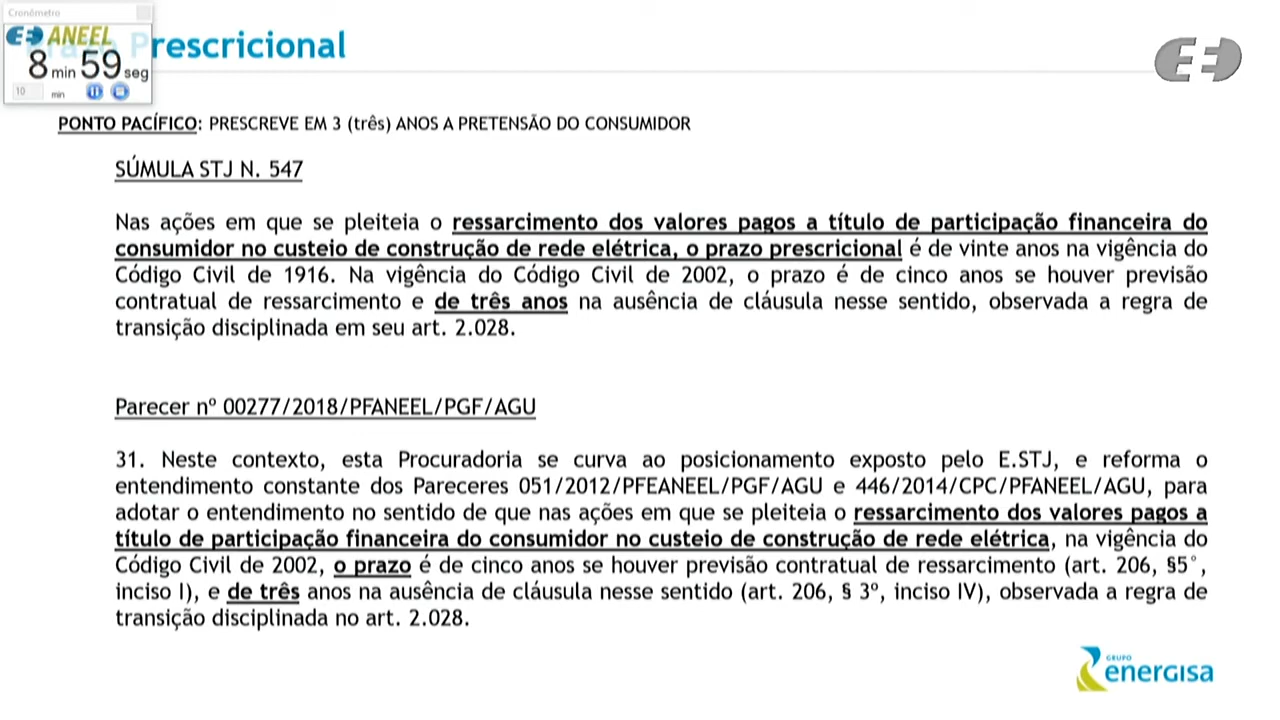 Cronômetro
ANEEL
Prescricional
8 min 59 seg
10 min
PONTO PACÍFICO: PRESCREVE EM 3 (três) ANOS A PRETENSÃO DO CONSUMIDOR
SÚMULA STJ N. 547
Nas ações em que se pleiteia o ressarcimento dos valores pagos a título de participação financeira do
consumidor no custeio de construção de rede elétrica, o prazo prescricional é de vinte anos na vigência do
Código Civil de 1916. Na vigência do Código Civil de 2002, o prazo é de cinco anos se houver previsão
contratual de ressarcimento e de três anos na ausência de cláusula nesse sentido, observada a regra de
transição disciplinada em seu art. 2.028.
Parecer nº 00277/2018/PFANEEL/PGF/AGU
31. Neste contexto, esta Procuradoria se curva ao posicionamento exposto pelo E.STJ, e reforma o
entendimento constante dos Pareceres 051/2012/PFEANEEL/PGF/AGU e 446/2014/CPC/PFANEEL/AGU, para
adotar o entendimento no sentido de que nas ações em que se pleiteia o ressarcimento dos valores pagos a
título de participação financeira do consumidor no custeio de construção de rede elétrica, na vigência do
Código Civil de 2002, o prazo é de cinco anos se houver previsão contratual de ressarcimento (art. 206, §5°,
inciso I), e de três anos na ausência de cláusula nesse sentido (art. 206, § 3º, inciso IV), observada a regra de
transição disciplinada no art. 2.028.
GRUPO
energisa